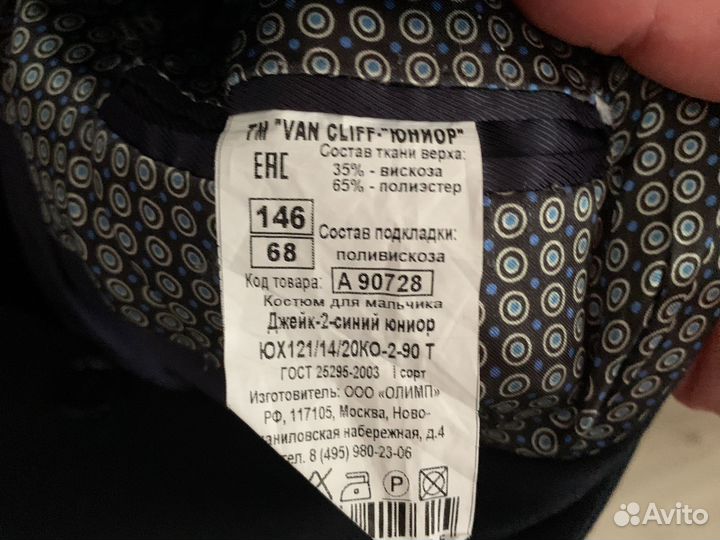 ТМ "VAN CLIFF-"ЮНИОР"
Состав ткани верха:
35% - вискоза
65% - полиэстер
EAC
146
68
Состав подкладки:
поливискоза
Код товара: А 90728
Костюм для мальчика
Джейк-2-синий юниор
ЮХ121/14/20КО-2-90 Т
ГОСТ 25295-2003 I сорт
Изготовитель: ООО «ОЛИМП»
РФ, 117105, Москва, Ново-
аниловская набережная, д.4
тел. 8 (495) 980-23-06
P
Avito